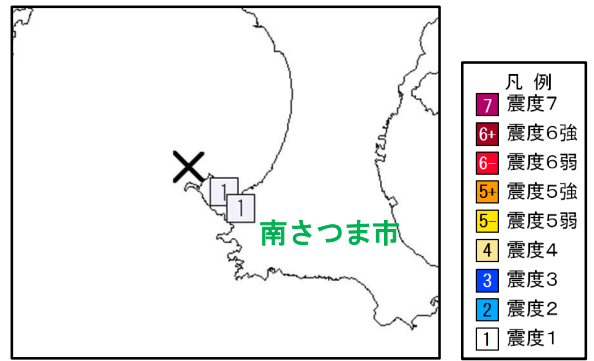 1
1
南さつま市
凡 例
7 震度7
6+ 震度6強
6- 震度6弱
5+ 震度5強
5- 震度5弱
4 震度4
3 震度3
2 震度2
1 震度1